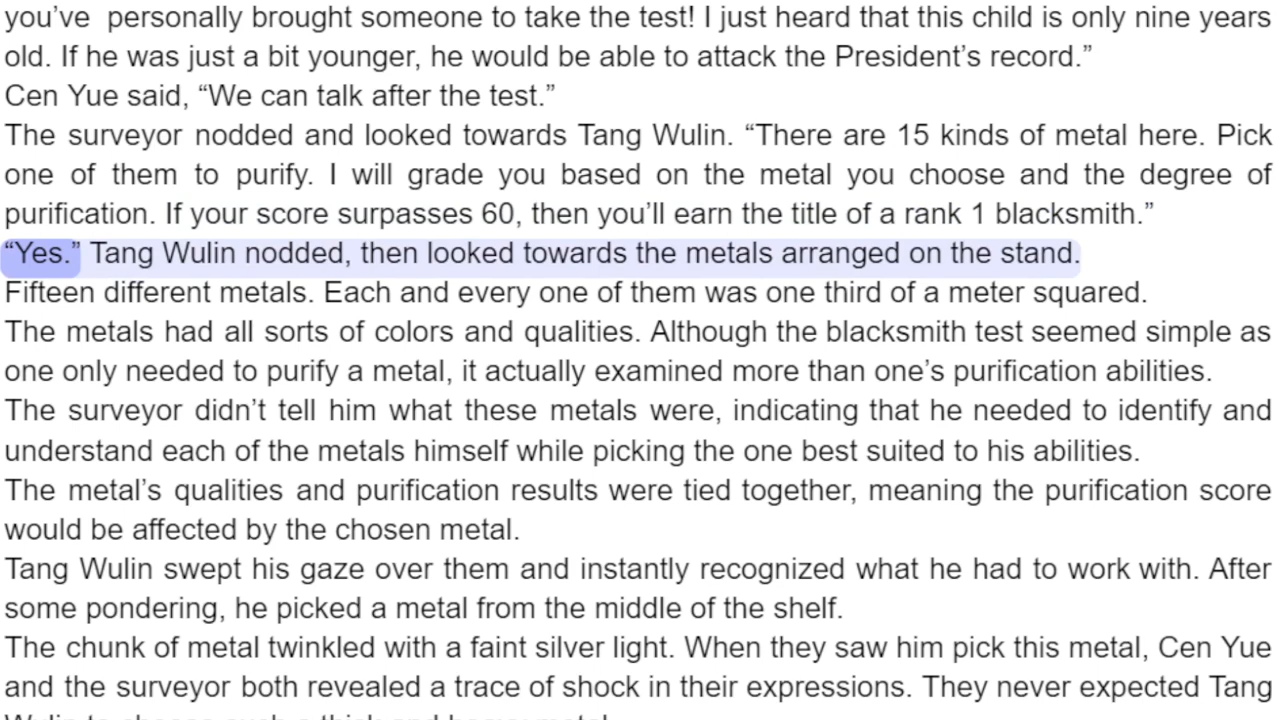 you’ve  personally brought someone to take the test! I just heard that this child is only nine years
old. If he was just a bit younger, he would be able to attack the President’s record.”
Cen Yue said, “We can talk after the test.”
The surveyor nodded and looked towards Tang Wulin. “There are 15 kinds of metal here. Pick
one of them to purify. I will grade you based on the metal you choose and the degree of
purification. If your score surpasses 60, then you’ll earn the title of a rank 1 blacksmith.”
“Yes.” Tang Wulin nodded, then looked towards the metals arranged on the stand.
Fifteen different metals. Each and every one of them was one third of a meter squared.
The metals had all sorts of colors and qualities. Although the blacksmith test seemed simple as
one only needed to purify a metal, it actually examined more than one’s purification abilities.
The surveyor didn’t tell him what these metals were, indicating that he needed to identify and
understand each of the metals himself while picking the one best suited to his abilities.
The metal’s qualities and purification results were tied together, meaning the purification score
would be affected by the chosen metal.
Tang Wulin swept his gaze over them and instantly recognized what he had to work with. After
some pondering, he picked a metal from the middle of the shelf.
The chunk of metal twinkled with a faint silver light. When they saw him pick this metal, Cen Yue
and the surveyor both revealed a trace of shock in their expressions. They never expected Tang